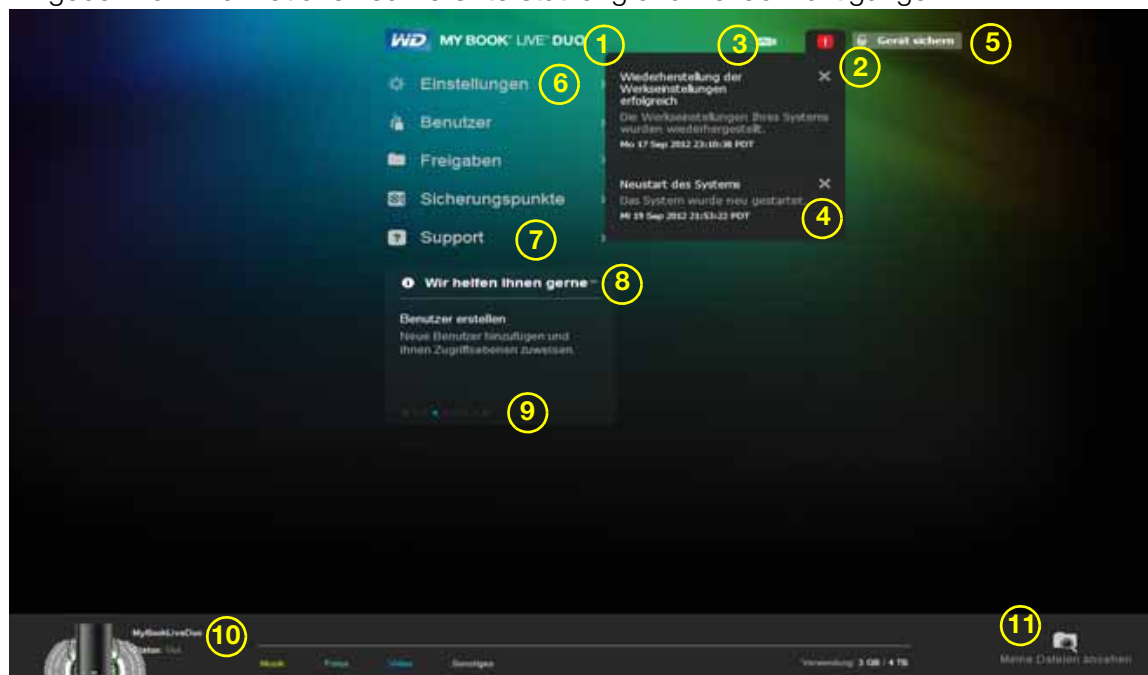 WD MY BOOK® LIVE™ DUO
1
3
2
Gerät sichern
5
Einstellungen
6
Benutzer
Freigaben
Sicherungspunkte
Support
7
Wiederherstellung der
Werkseinstellungen
erfolgreich
Die Werkseinstellungen Ihres Systems
wurden wiederhergestellt.
Mo 17 Sep 2012 23:10:38 PDT
Neustart des Systems
Das System wurde neu gestartet.
Mi 19 Sep 2012 21:53:22 PDT
4
Wir helfen Ihnen gerne
8
Benutzer erstellen
Neue Benutzer hinzufügen und
ihnen Zugriffsebenen zuweisen.
9
MyBookLiveDuo
Status: Gut
10
Musik Fotos Video Sonstiges
Verwendung 3 GB / 4 TB
11
Meine Dateien ansehen